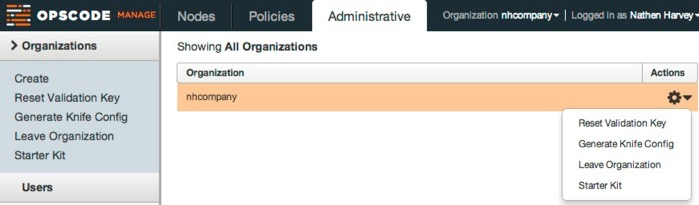 OPSCODE MANAGE Nodes Policies Administrative Organization nhcompany Logged in as Nathen Harvey
Organizations
Create
Reset Validation Key
Generate Knife Config
Leave Organization
Starter Kit
Users
Showing All Organizations
Organization Actions
nhcompany
Reset Validation Key
Generate Knife Config
Leave Organization
Starter Kit